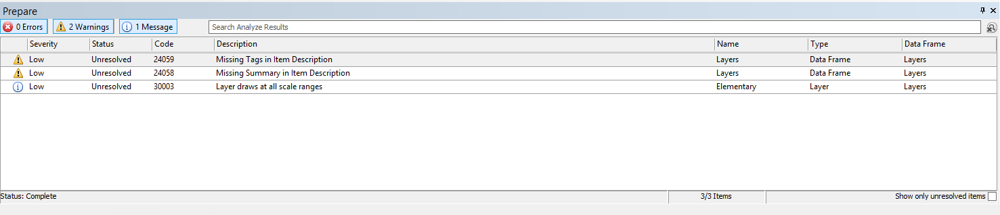 Prepare
0 Errors 2 Warnings 1 Message Search Analyze Results
Severity Status Code Description Name Type Data Frame
Low Unresolved 24059 Missing Tags in Item Description Layers Data Frame Layers
Low Unresolved 24058 Missing Summary in Item Description Layers Data Frame Layers
Low Unresolved 30003 Layer draws at all scale ranges Elementary Layer Layers
Status: Complete 3/3 Items Show only unresolved items